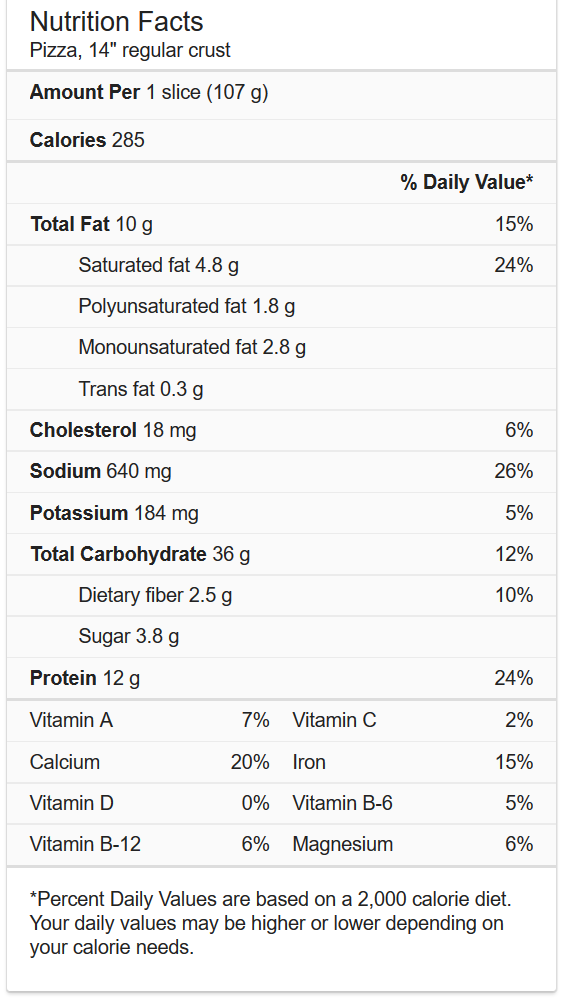 Nutrition Facts
Pizza, 14" regular crust
Amount Per 1 slice (107 g)
Calories 285
% Daily Value*
Total Fat 10 g 15%
Saturated fat 4.8 g 24%
Polyunsaturated fat 1.8 g
Monounsaturated fat 2.8 g
Trans fat 0.3 g
Cholesterol 18 mg 6%
Sodium 640 mg 26%
Potassium 184 mg 5%
Total Carbohydrate 36 g 12%
Dietary fiber 2.5 g 10%
Sugar 3.8 g
Protein 12 g 24%
Vitamin A 7% Vitamin C 2%
Calcium 20% Iron 15%
Vitamin D 0% Vitamin B-6 5%
Vitamin B-12 6% Magnesium 6%
*Percent Daily Values are based on a 2,000 calorie diet.
Your daily values may be higher or lower depending on
your calorie needs.